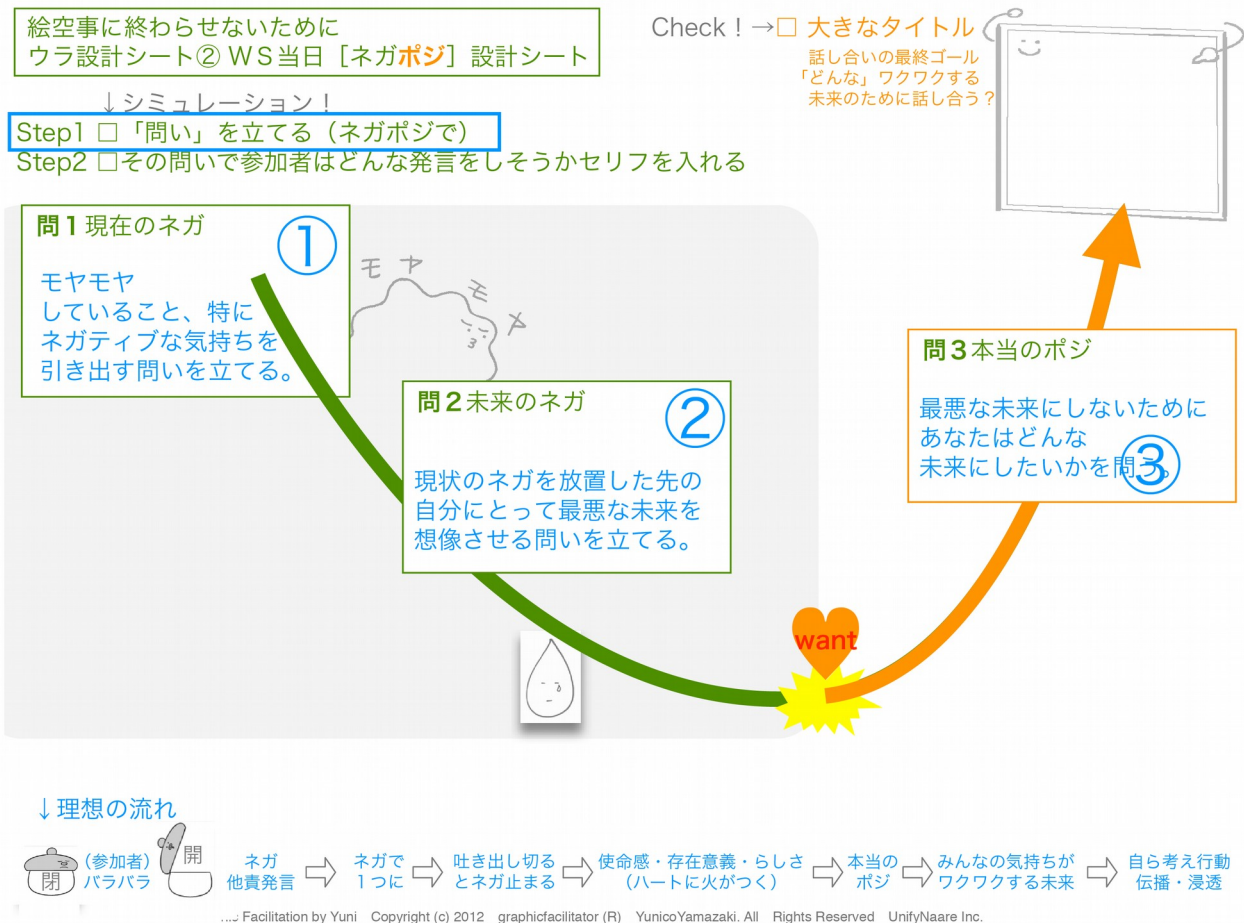 絵空事に終わらせないために
ウラ設計シート② WS当日［ネガポジ］設計シート
Check！→□ 大きなタイトル
話し合いの最終ゴール
「どんな」ワクワクする
未来のために話し合う？
↓シミュレーション！
Step1 □「問い」を立てる（ネガポジで）
Step2 □その問いで参加者はどんな発言をしそうかセリフを入れる
問1 現在のネガ
①
モヤモヤ
していること、特に
ネガティブな気持ちを
引き出す問いを立てる。
モヤモヤ
問2 未来のネガ
②
現状のネガを放置した先の
自分にとって最悪な未来を
想像させる問いを立てる。
問3 本当のポジ
最悪な未来にしないために
あなたはどんな
未来にしたいかを問う。
③
want
↓理想の流れ
閉
（参加者）
バラバラ
開
ネガ
他責発言
ネガで
1つに
吐き出し切る
とネガ止まる
使命感・存在意義・らしさ
（ハートに火がつく）
本当の
ポジ
みんなの気持ちが
ワクワクする未来
自ら考え行動
伝播・浸透
Facilitation by Yuni Copyright (c) 2012 graphicfacilitator (R) YunicoYamazaki. All Rights Reserved UnifyNaare Inc.